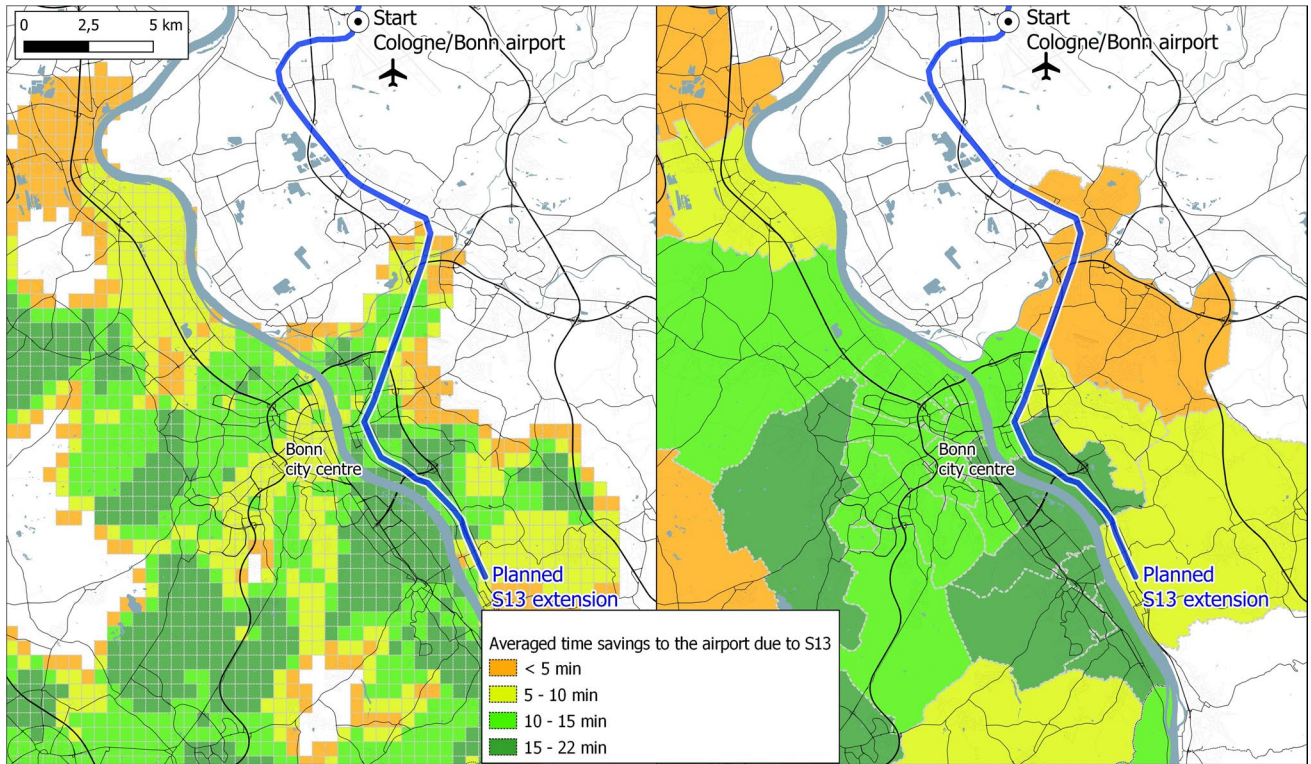 0 2,5 5 km
Start
Cologne/Bonn airport
Bonn
city centre
Planned
S13 extension
Start
Cologne/Bonn airport
Bonn
city centre
Planned
S13 extension
Averaged time savings to the airport due to S13
< 5 min
5 - 10 min
10 - 15 min
15 - 22 min